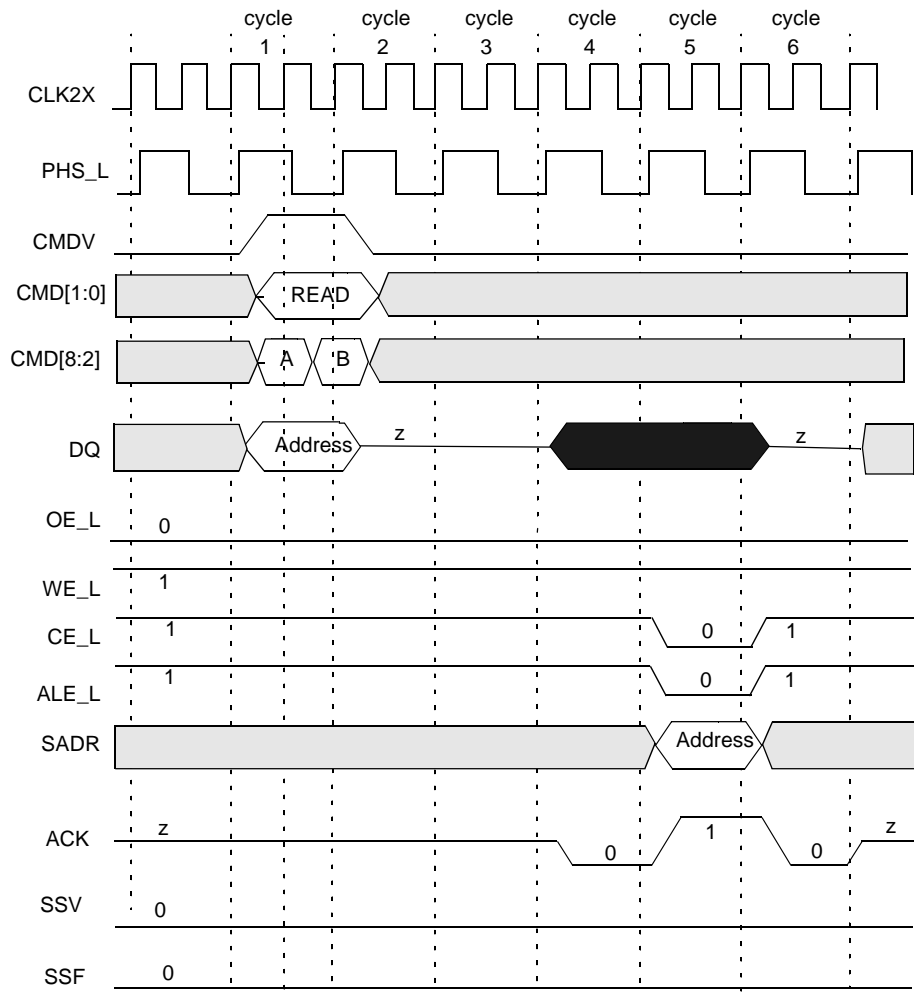 cycle cycle cycle cycle cycle cycle
1 2 3 4 5 6
CLK2X
PHS_L
CMDV
CMD[1:0] READ
CMD[8:2] A B
DQ Address z z
OE_L 0
WE_L 1
CE_L 1 0 1
ALE_L 1 0 1
SADR Address
ACK z 0 1 0 z
SSV 0
SSF 0